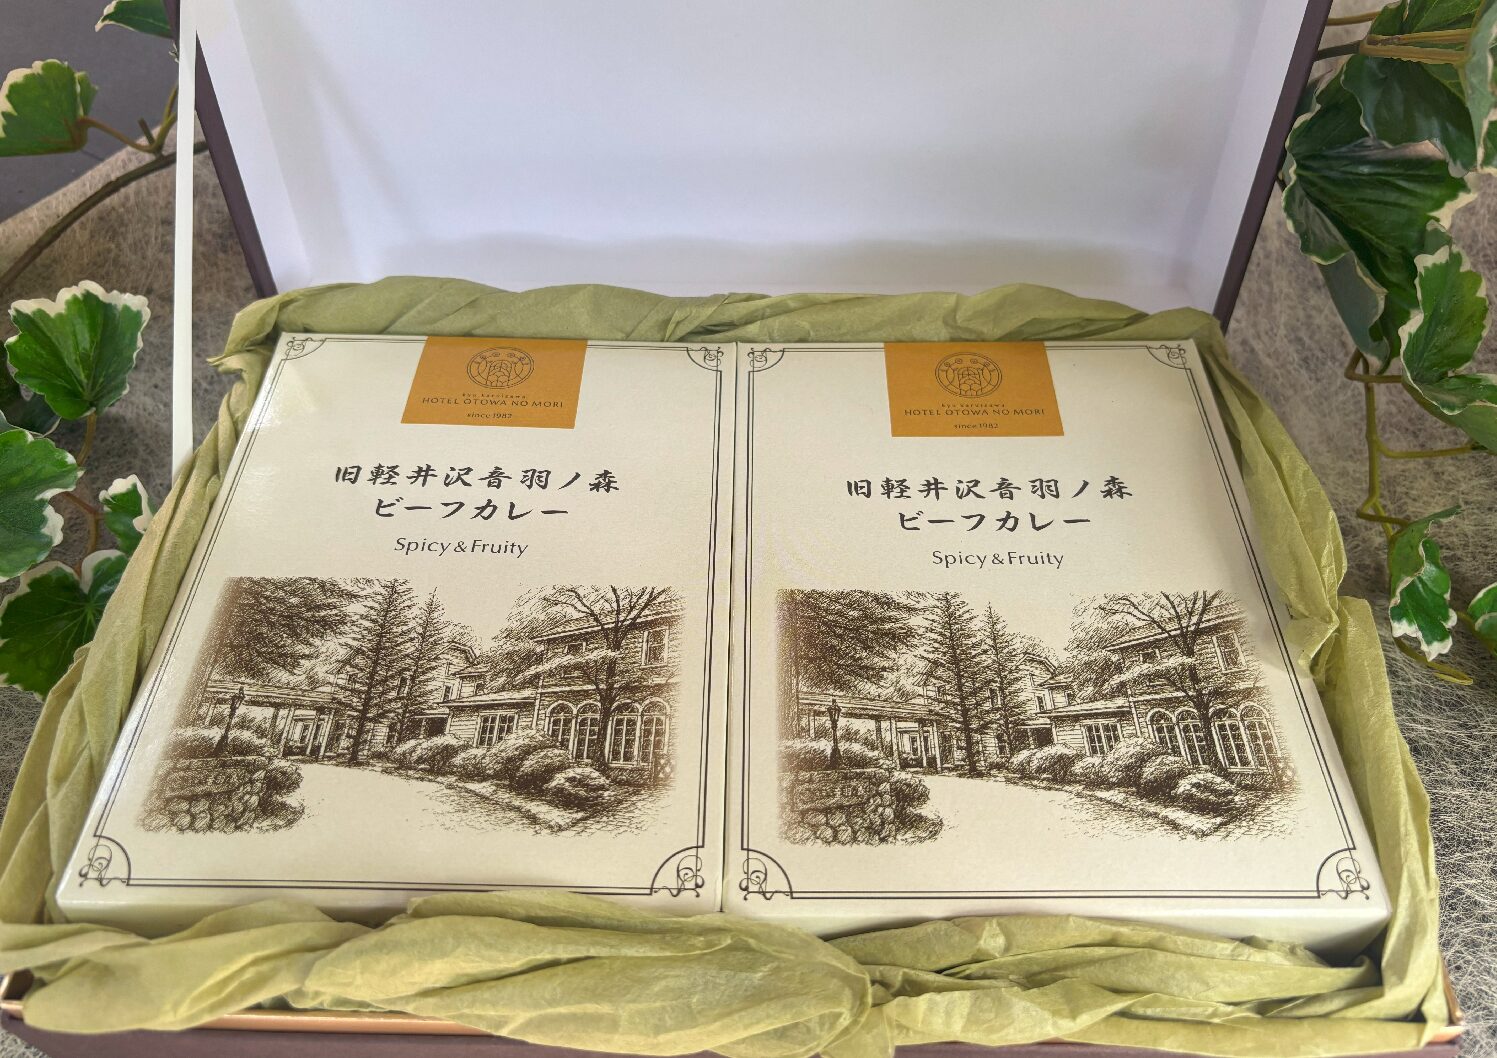 kyu karuizawa
HOTEL OTOWA NO MORI
since 1982
旧軽井沢音羽ノ森
ビーフカレー
Spicy & Fruity
kyu karuizawa
HOTEL OTOWA NO MORI
since 1982
旧軽井沢音羽ノ森
ビーフカレー
Spicy & Fruity